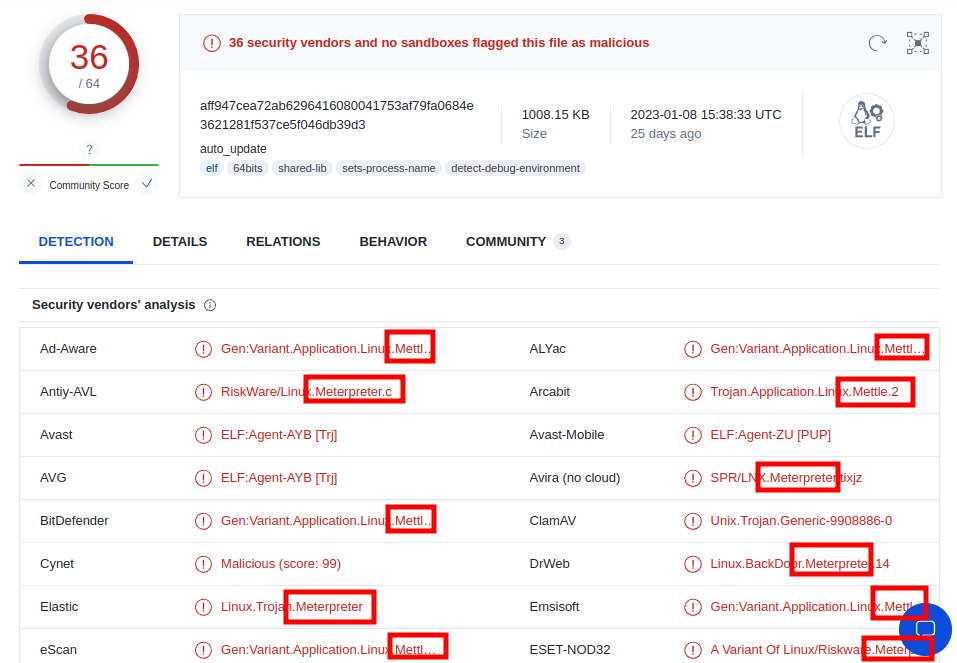 36
/ 64
?
Community Score
36 security vendors and no sandboxes flagged this file as malicious
aff947cea72ab6296416080041753af79fa0684e
3621281f537ce5f046db39d3
auto_update
elf 64bits shared-lib sets-process-name detect-debug-environment
1008.15 KB
Size
2023-01-08 15:38:33 UTC
25 days ago
ELF
DETECTION DETAILS RELATIONS BEHAVIOR COMMUNITY 3
Security vendors' analysis
Ad-Aware Gen:Variant.Application.Linux.Mettl... ALYac Gen:Variant.Application.Linux.Mettl...
Antiy-AVL RiskWare/Linux.Meterpreter.c Arcabit Trojan.Application.Linux.Mettle.2
Avast ELF:Agent-AYB [Trj] Avast-Mobile ELF:Agent-ZU [PUP]
AVG ELF:Agent-AYB [Trj] Avira (no cloud) SPR/LNX.Meterpreter.tixjz
BitDefender Gen:Variant.Application.Linux.Mettl... ClamAV Unix.Trojan.Generic-9908886-0
Cynet Malicious (score: 99) DrWeb Linux.BackDoor.Meterpreter.14
Elastic Linux.Trojan.Meterpreter Emsisoft Gen:Variant.Application.Linux.Mettl
eScan Gen:Variant.Application.Linux.Mettl... ESET-NOD32 A Variant Of Linux/Riskware.Meterp